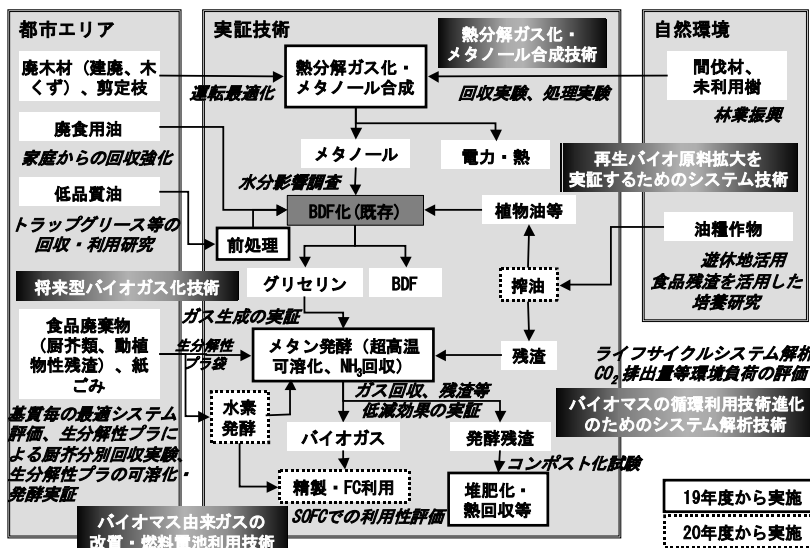 都市エリア
廃木材（建廃、木
くず）、剪定枝
廃食用油
家庭からの回収強化
低品質油
トラップグリース等の
回収・利用研究
将来型バイオガス化技術
食品廃棄物
（厨芥類、動植
物性残渣）、紙
ごみ
基質毎の最適システム
評価、生分解性プラによ
る厨芥分別回収実験、
生分解性プラの可溶化・
発酵実証
バイオマス由来ガスの
改質・燃料電池利用技術
実証技術
熱分解ガス化・
メタノール合成技術
熱分解ガス化・
メタノール合成
運転最適化
回収実験、処理実験
メタノール
電力・熱
水分影響調査
再生バイオ原料拡大を
実証するためのシステム技術
BDF化(既存)
植物油等
前処理
グリセリン
BDF
搾油
ガス生成の実証
生分解性
プラ袋
メタン発酵（超高温
可溶化、NH3回収）
残渣
水素
発酵
ガス回収、残渣等
低減効果の実証
バイオガス
発酵残渣
コンポスト化試験
精製・FC利用
SOFCでの利用性評価
堆肥化・
熱回収等
自然環境
間伐材、
未利用樹
林業振興
油糧作物
遊休地活用
食品残渣を活用した
培養研究
ライフサイクルシステム解析
CO2排出量等環境負荷の評価
バイオマスの循環利用技術進化
のためのシステム解析技術
19年度から実施
20年度から実施